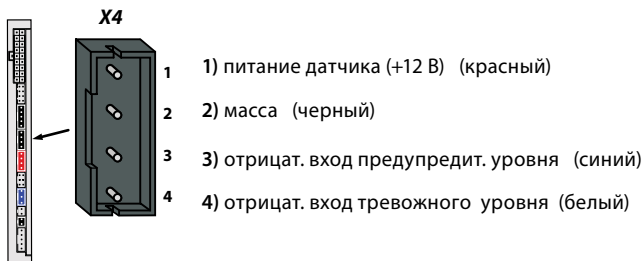 X4
1
2
3
4
1) питание датчика (+12 В) (красный)
2) масса (черный)
3) отрицат. вход предупредит. уровня (синий)
4) отрицат. вход тревожного уровня (белый)